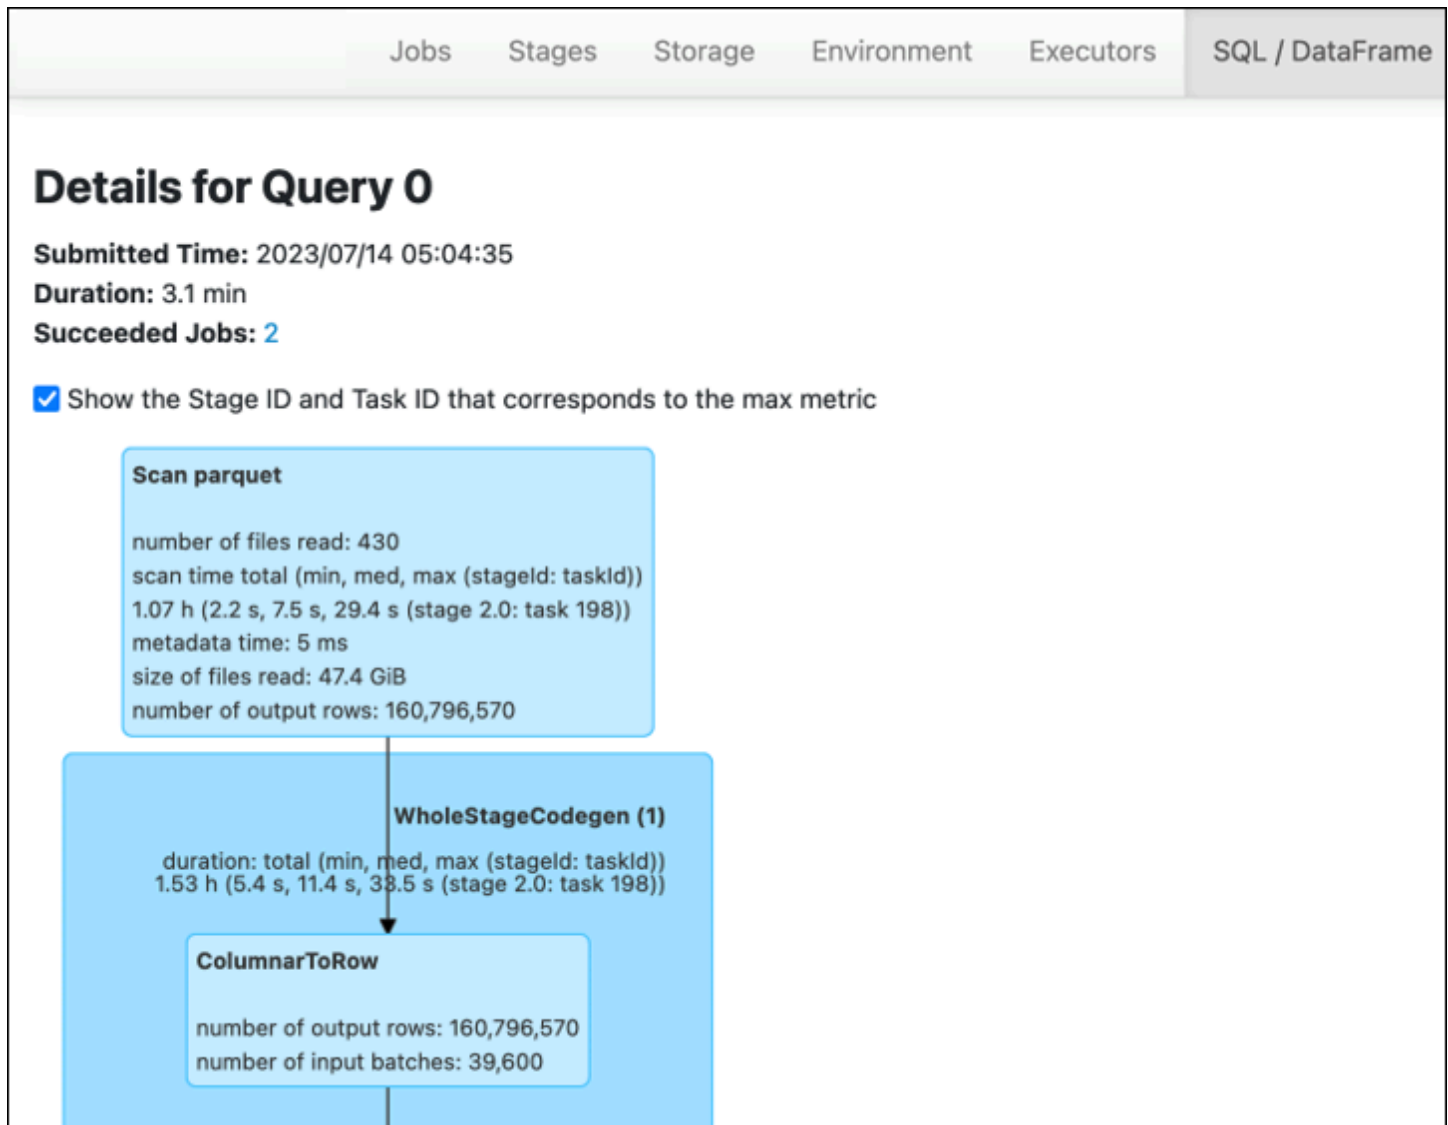 Jobs Stages Storage Environment Executors SQL / DataFrame
Details for Query 0
Submitted Time: 2023/07/14 05:04:35
Duration: 3.1 min
Succeeded Jobs: 2
Show the Stage ID and Task ID that corresponds to the max metric
Scan parquet
number of files read: 430
scan time total (min, med, max (stageId: taskId))
1.07 h (2.2 s, 7.5 s, 29.4 s (stage 2.0: task 198))
metadata time: 5 ms
size of files read: 47.4 GiB
number of output rows: 160,796,570
WholeStageCodegen (1)
duration: total (min, med, max (stageId: taskId))
1.53 h (5.4 s, 11.4 s, 33.5 s (stage 2.0: task 198))
ColumnarToRow
number of output rows: 160,796,570
number of input batches: 39,600